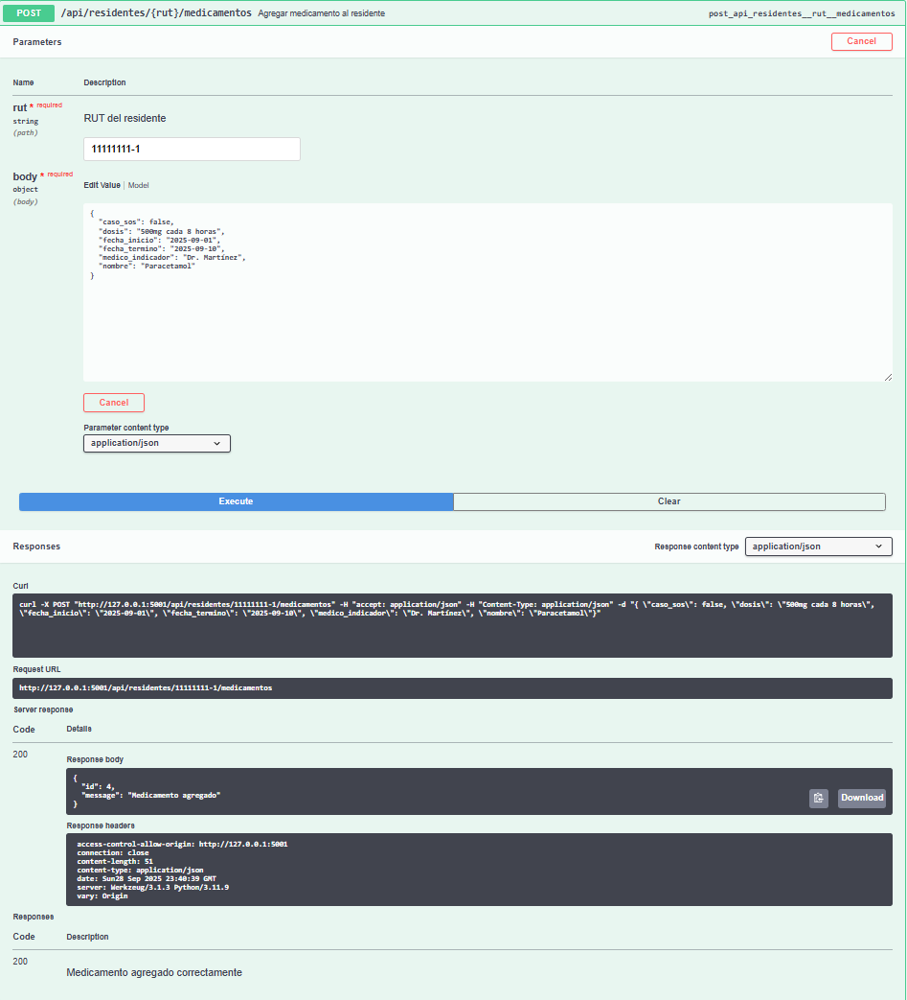 POST /api/residentes/{rut}/medicamentos Agregar medicamento al residente post_api_residentes__rut__medicamentos
Parameters Cancel
Name Description
rut * required
string
(path)
RUT del residente
11111111-1
body * required
object
(body)
Edit Value | Model
{
  "caso_sos": false,
  "dosis": "500mg cada 8 horas",
  "fecha_inicio": "2025-09-01",
  "fecha_termino": "2025-09-10",
  "medico_indicador": "Dr. Martínez",
  "nombre": "Paracetamol"
}
Cancel
Parameter content type
application/json
Execute Clear
Responses Response content type application/json
Curl
curl -X POST "http://127.0.0.1:5001/api/residentes/11111111-1/medicamentos" -H "accept: application/json" -H "Content-Type: application/json" -d "{ \"caso_sos\": false, \"dosis\": \"500mg cada 8 horas\",
\"fecha_inicio\": \"2025-09-01\", \"fecha_termino\": \"2025-09-10\", \"medico_indicador\": \"Dr. Martínez\", \"nombre\": \"Paracetamol\"}"
Request URL
http://127.0.0.1:5001/api/residentes/11111111-1/medicamentos
Server response
Code Details
200
Response body
{
  "id": 4,
  "message": "Medicamento agregado"
}
Download
Response headers
access-control-allow-origin: http://127.0.0.1:5001
connection: close
content-length: 51
content-type: application/json
date: Sun28 Sep 2025 23:40:39 GMT
server: Werkzeug/3.1.3 Python/3.11.9
vary: Origin
Responses
Code Description
200
Medicamento agregado correctamente